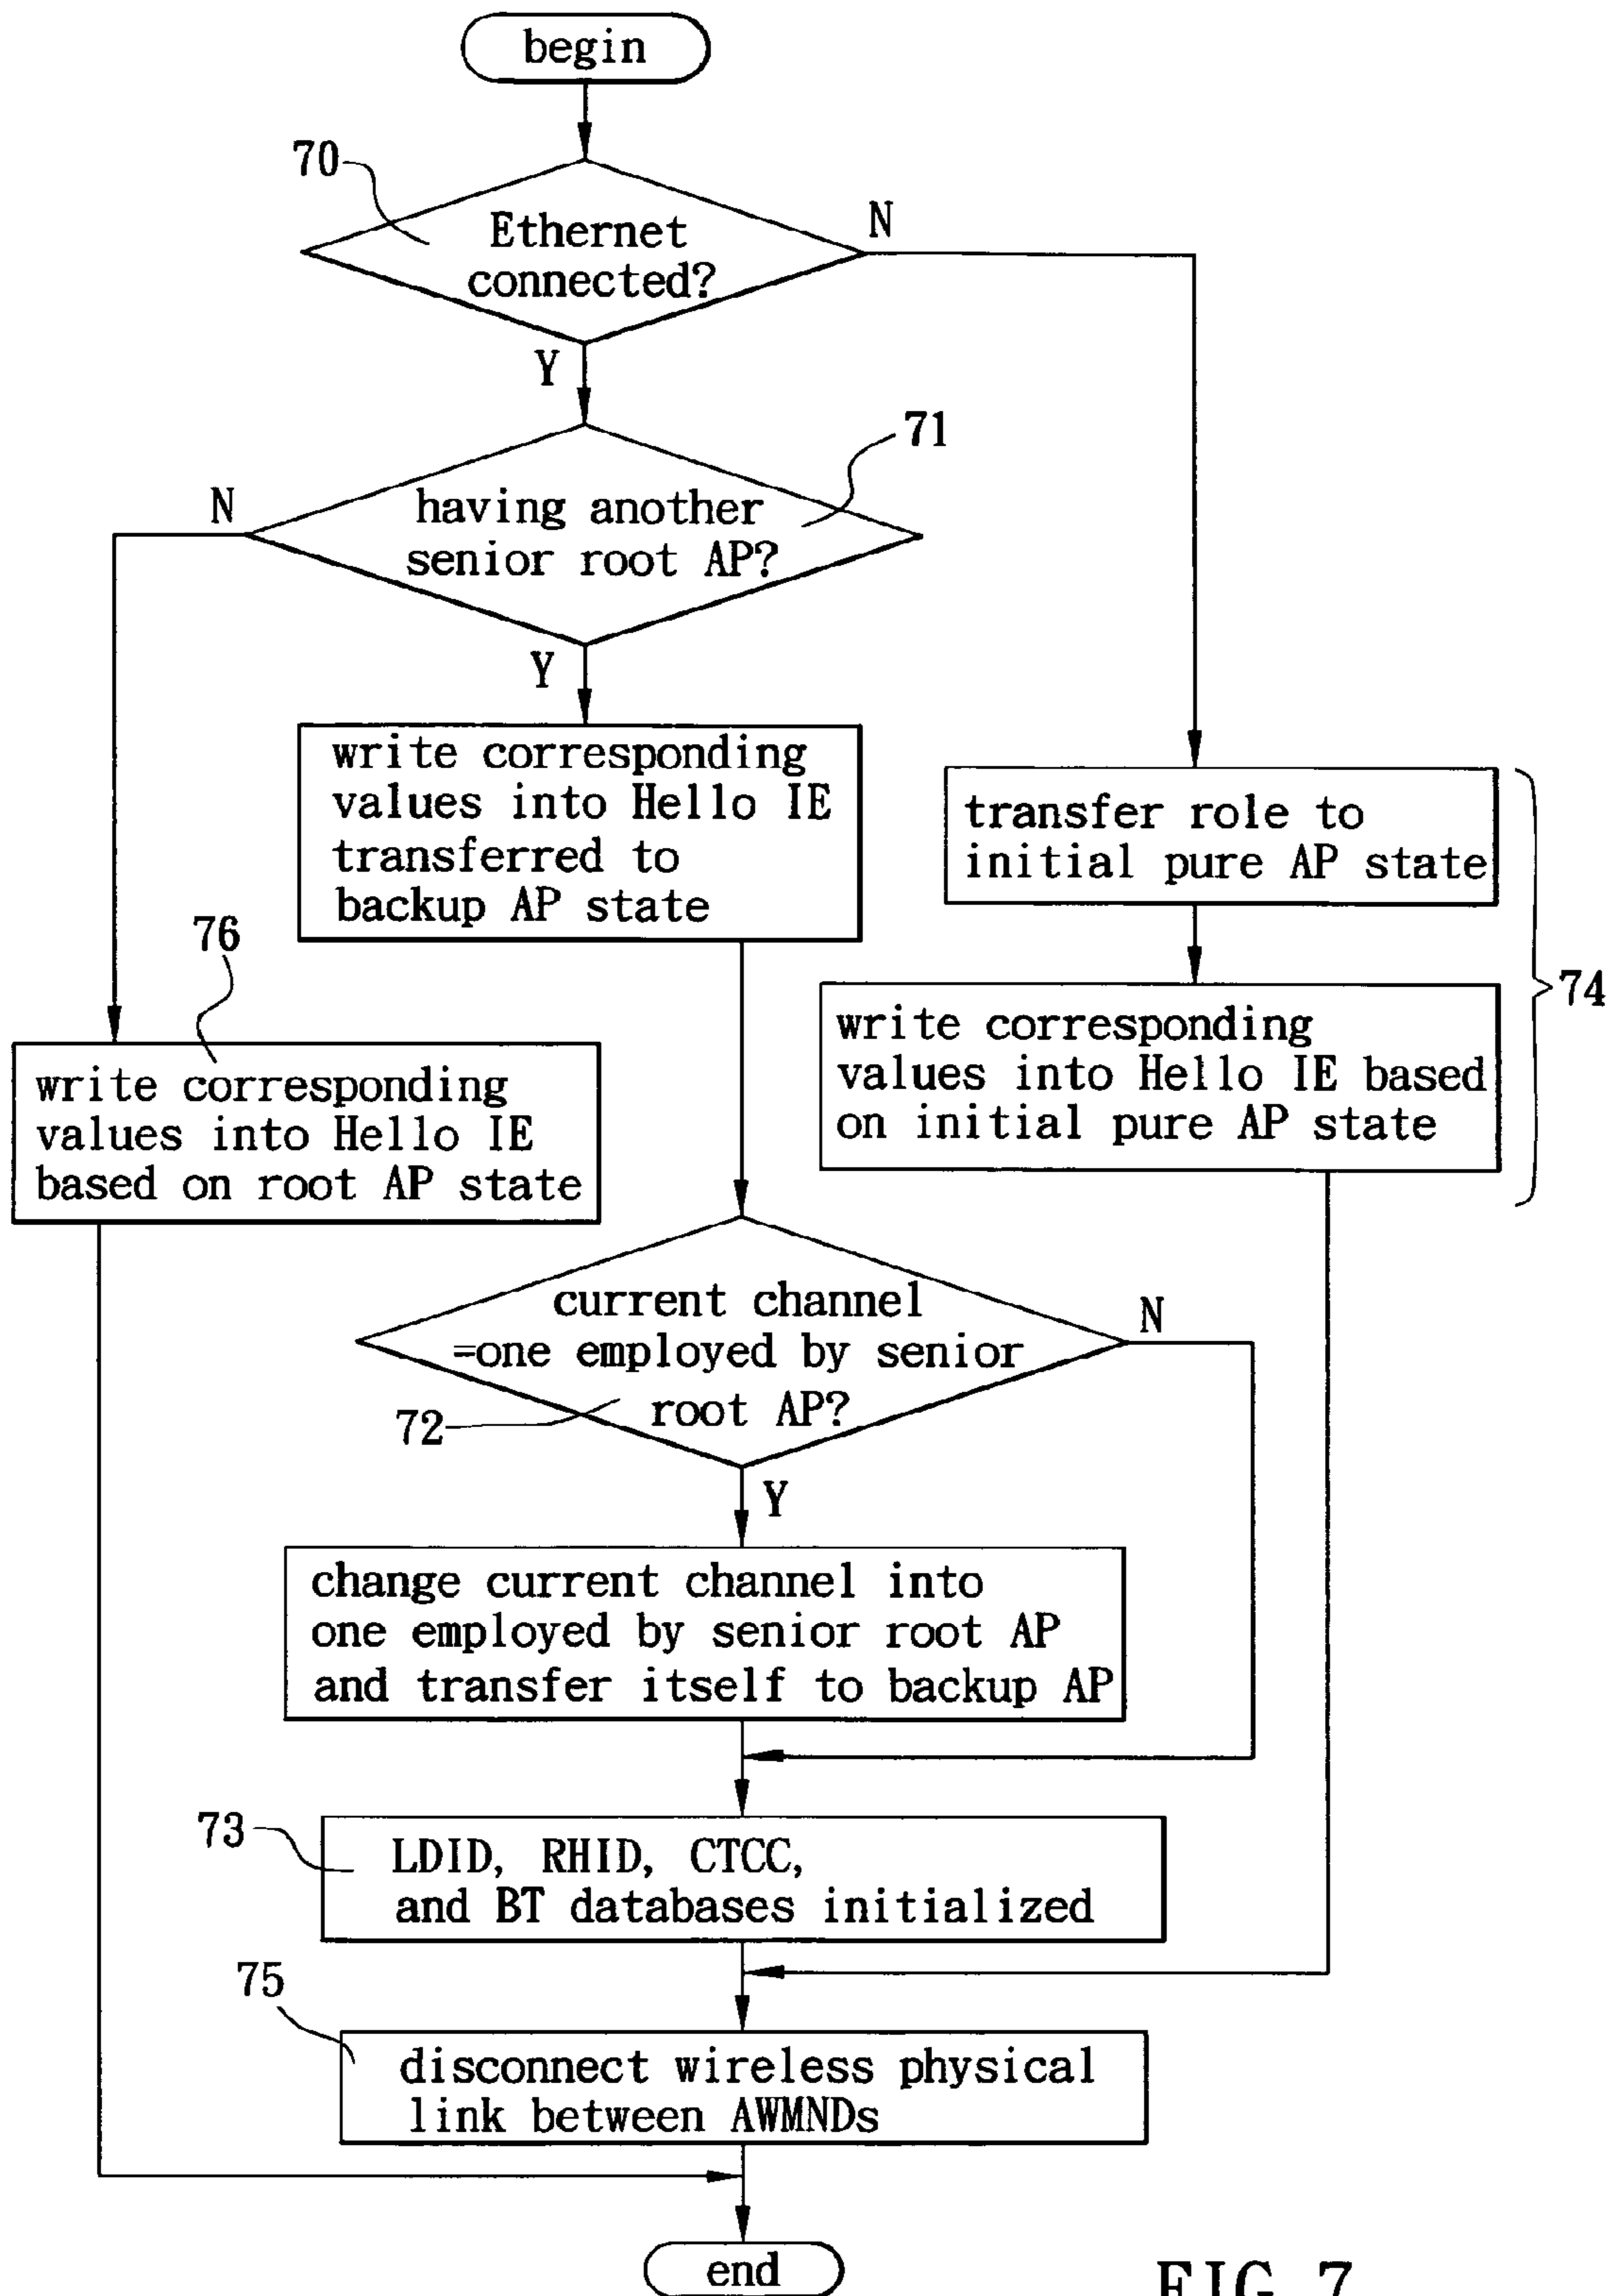 begin
70
Ethernet
connected?
N
Y
71
having another
senior root AP?
N
Y
write corresponding
values into Hello IE
transferred to
backup AP state
transfer role to
initial pure AP state
74
write corresponding
values into Hello IE based
on initial pure AP state
76
write corresponding
values into Hello IE
based on root AP state
current channel
=one employed by senior
root AP?
N
72
Y
change current channel into
one employed by senior root AP
and transfer itself to backup AP
73
LDID, RHID, CTCC,
and BT databases initialized
75
disconnect wireless physical
link between AWMNDs
end
FIG. 7